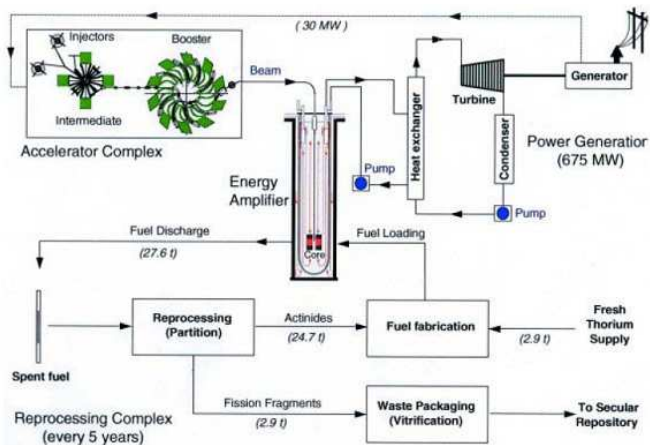 ( 30 MW )
Injectors
Booster
Intermediate
Accelerator Complex
Beam
Energy
Amplifier
Core
Pump
Heat exchanger
Turbine
Condenser
Pump
Generator
Power Generation
(675 MW)
Fuel Discharge
(27.6 t)
Fuel Loading
Spent fuel
Reprocessing
(Partition)
Actinides
(24.7 t)
Fuel fabrication
(2.9 t)
Fresh
Thorium
Supply
Reprocessing Complex
(every 5 years)
Fission Fragments
(2.9 t)
Waste Packaging
(Vitrification)
To Secular
Repository